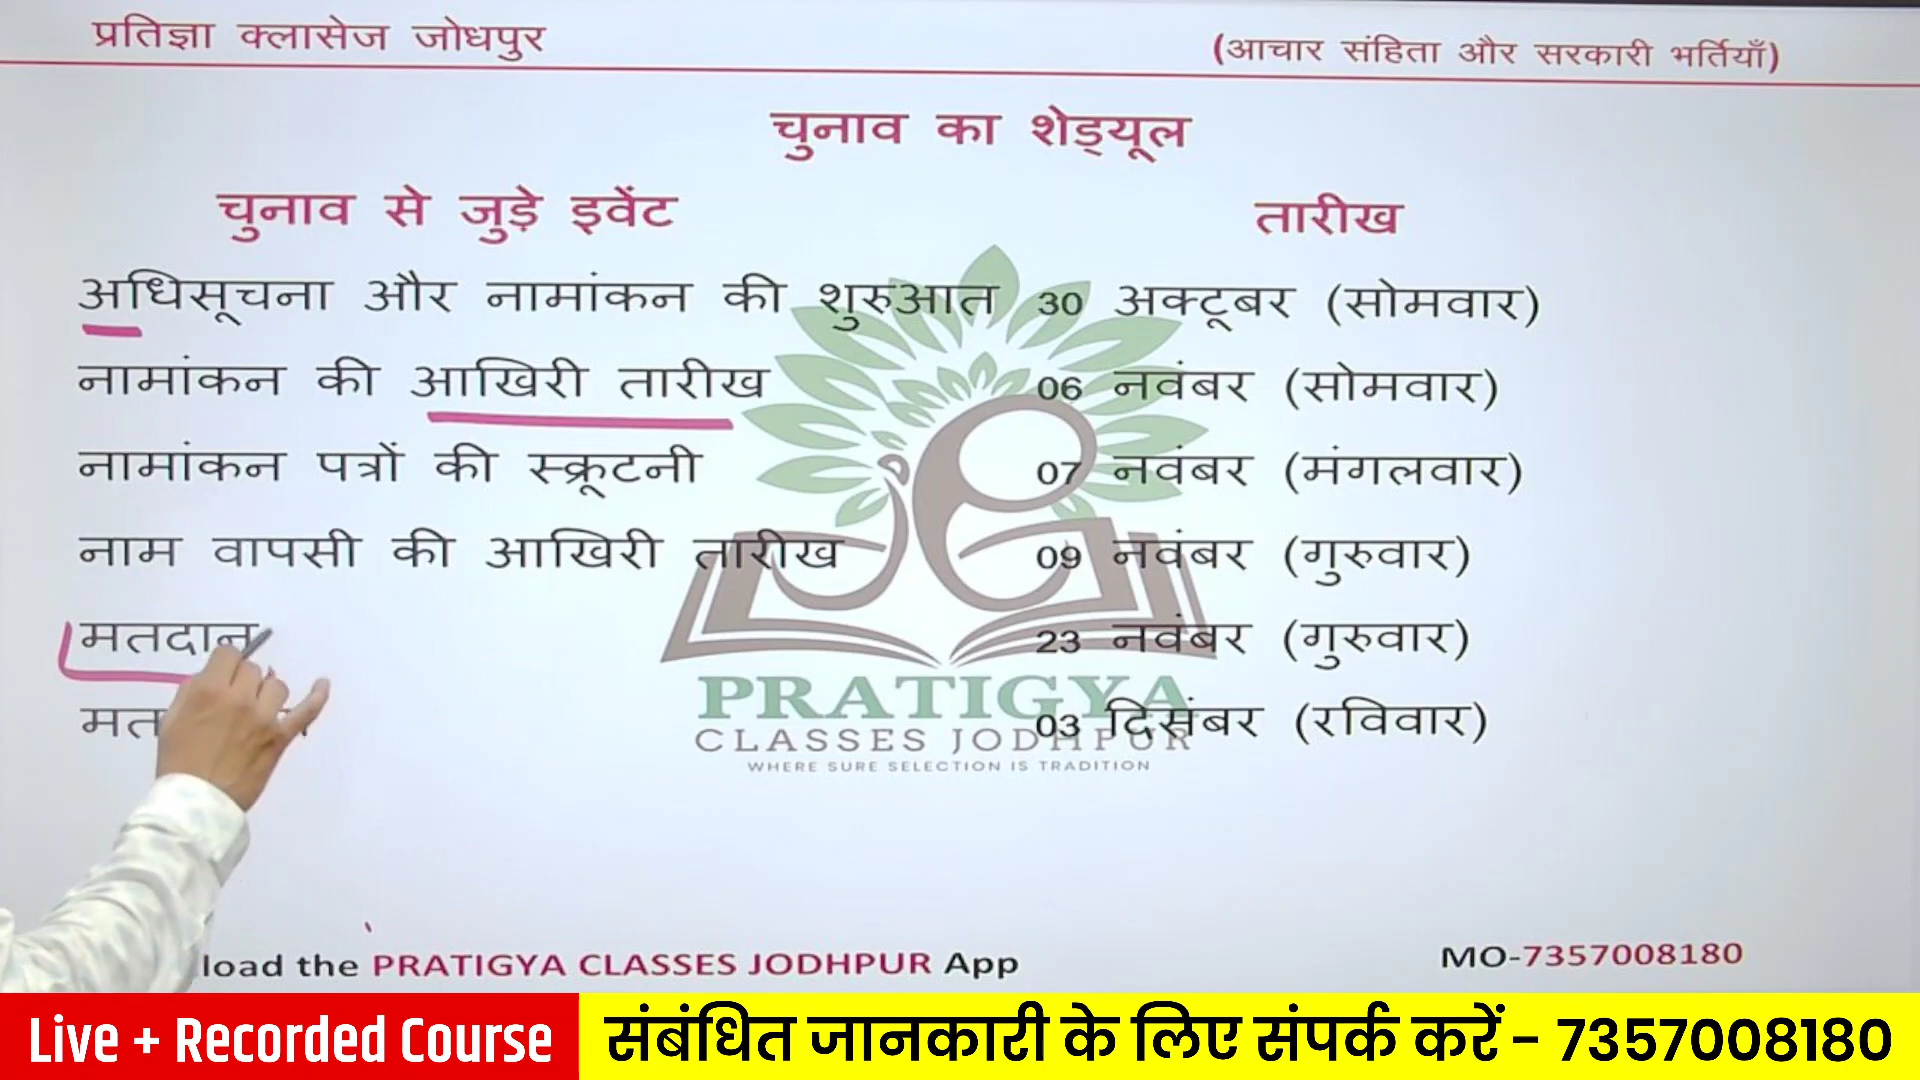 प्रतिज्ञा क्लासेज जोधपुर
(आचार संहिता और सरकारी भर्तियाँ)
चुनाव का शेड्यूल
चुनाव से जुड़े इवेंट तारीख
अधिसूचना और नामांकन की शुरुआत 30 अक्टूबर (सोमवार)
नामांकन की आखिरी तारीख 06 नवंबर (सोमवार)
नामांकन पत्रों की स्क्रूटनी 07 नवंबर (मंगलवार)
नाम वापसी की आखिरी तारीख 09 नवंबर (गुरुवार)
मतदान 23 नवंबर (गुरुवार)
03 दिसंबर (रविवार)
PRATIGYA
CLASSES JODHPUR
WHERE SURE SELECTION IS TRADITION
load the PRATIGYA CLASSES JODHPUR App
MO-7357008180
Live + Recorded Course
संबंधित जानकारी के लिए संपर्क करें - 7357008180